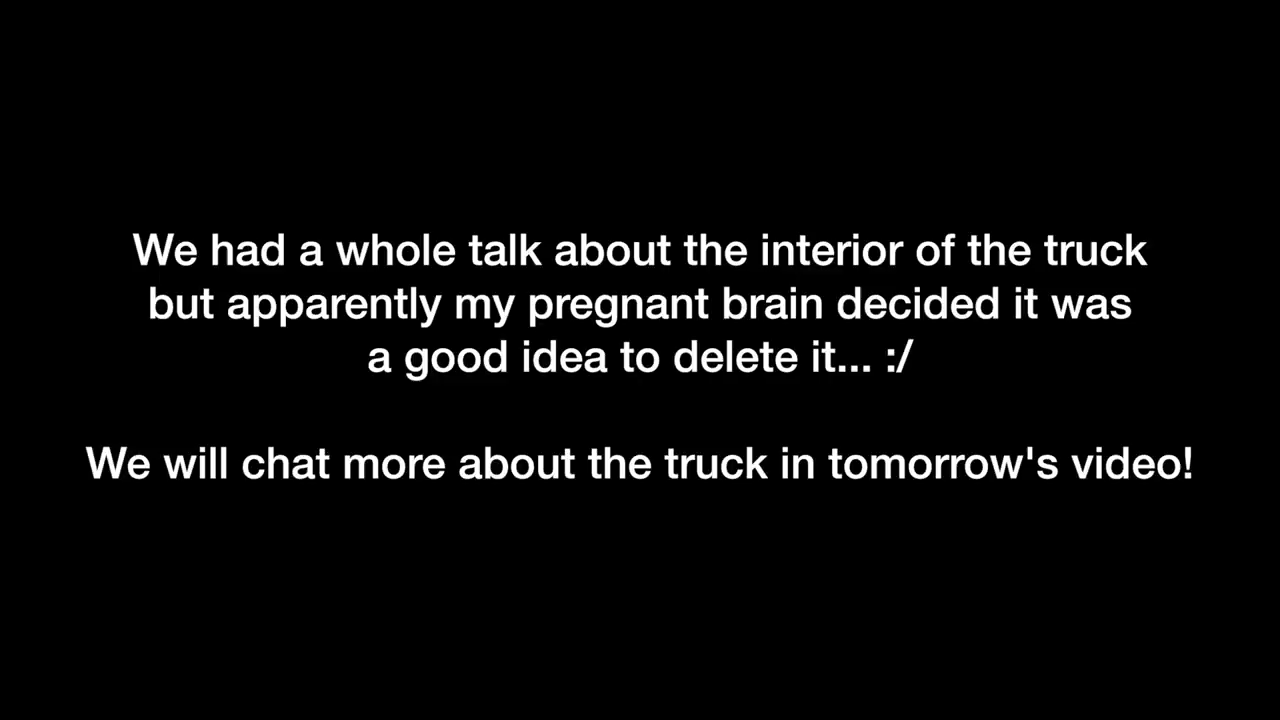 We had a whole talk about the interior of the truck
but apparently my pregnant brain decided it was
a good idea to delete it... :/
We will chat more about the truck in tomorrow's video!